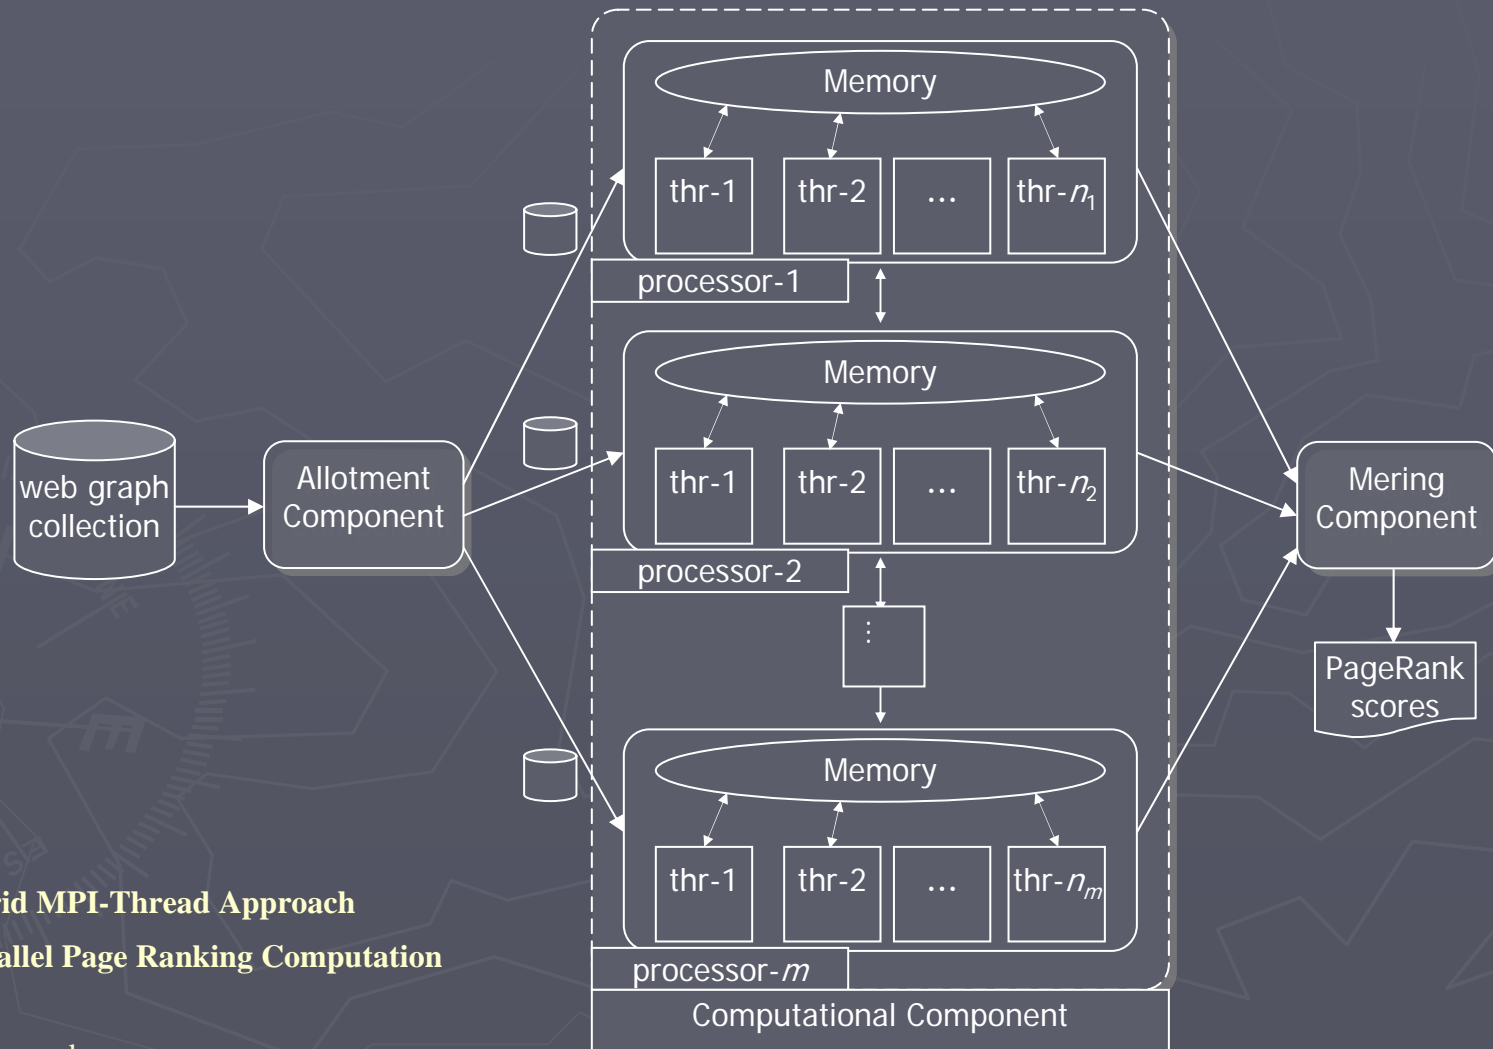 Memory
thr-1
thr-2
...
thr-n1
processor-1
Memory
thr-1
thr-2
...
thr-n2
processor-2
web graph
collection
Allotment
Component
Mering
Component
⋮
PageRank
scores
Memory
thr-1
thr-2
...
thr-nm
processor-m
Computational Component
rid MPI-Thread Approach
allel Page Ranking Computation
E